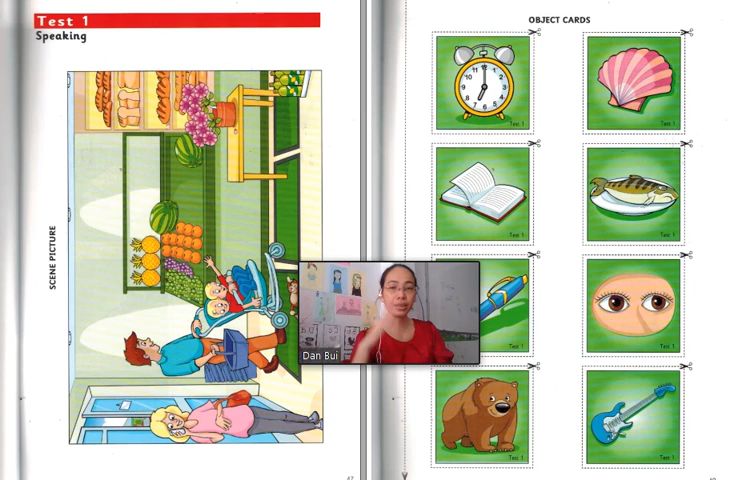 Test 1
Speaking
SCENE PICTURE
47
OBJECT CARDS
Test 1
Test 1
Test 1
Test 1
Test 1
Test 1
Test 1
Test 1
Dan Bui